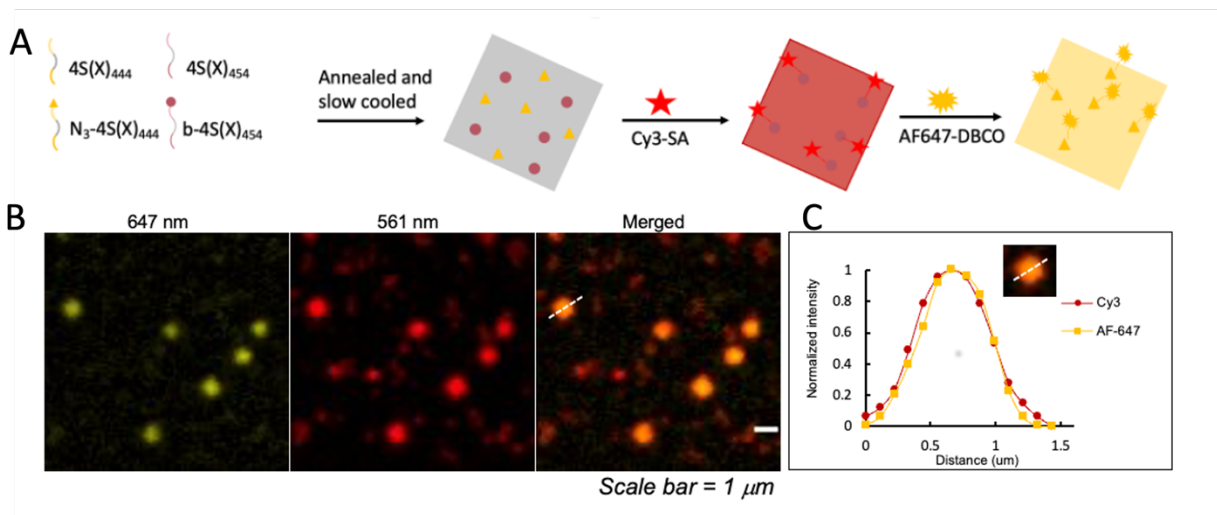 A
4S(X)444
4S(X)454
N3-4S(X)444
b-4S(X)454
Annealed and
slow cooled
Cy3-SA
AF647-DBCO
B
647 nm
561 nm
Merged
Scale bar = 1 μm
C
Normalized intensity
1
0.8
0.6
0.4
0.2
0
0
0.5
1
1.5
Distance (um)
Cy3
AF-647